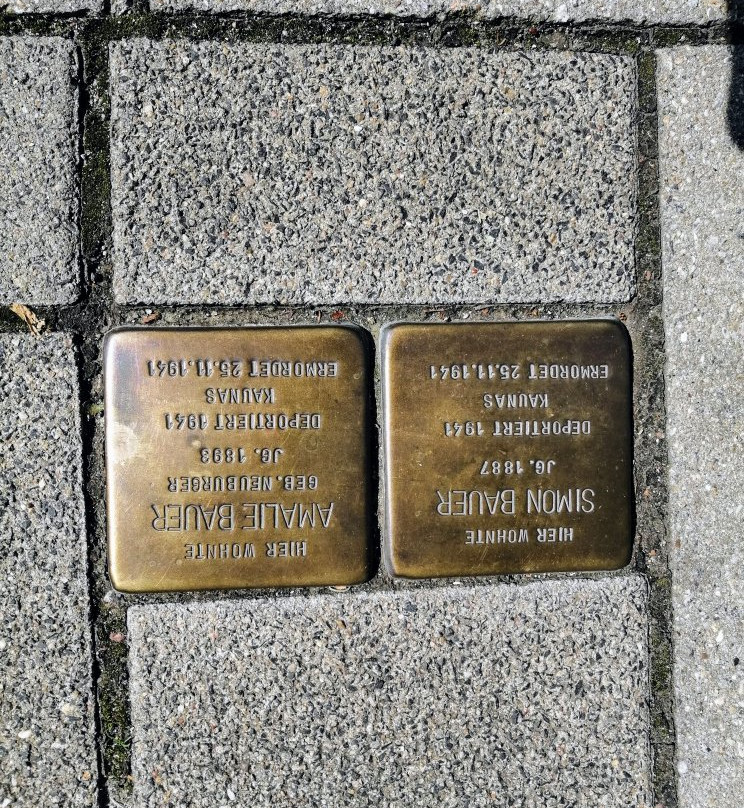 HIER WOHNTE
SIMON BAUER
JG. 1887
DEPORTIERT 1941
KAUNAS
ERMORDET 25.11.1941
HIER WOHNTE
AMALIE BAUER
GEB. NEUBURGER
JG. 1893
DEPORTIERT 1941
KAUNAS
ERMORDET 25.11.1941